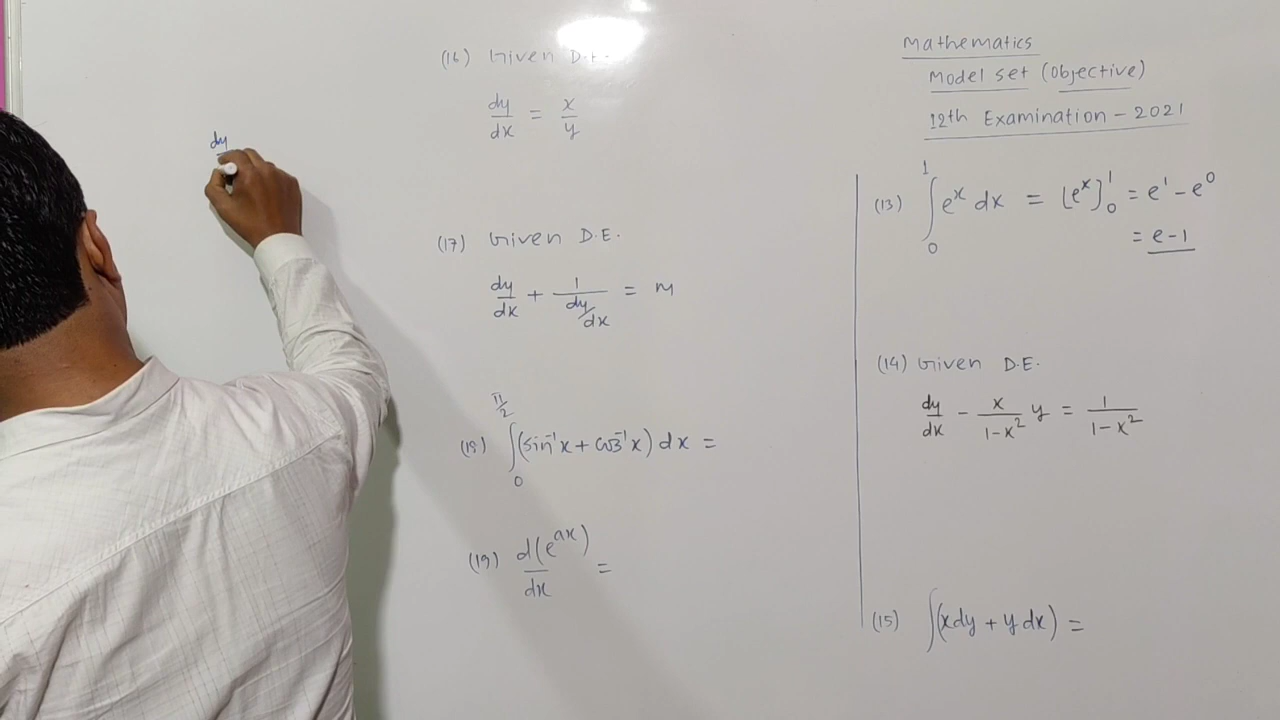 Mathematics
Model set (Objective)
12th Examination - 2021
dy
(16) Given D.E.
dy/dx = x/y
(17) Given D.E.
dy/dx + 1/(dy/dx) = m
(18) ∫₀^(π/2) (sin⁻¹x + cos⁻¹x) dx =
(19) d(e^(ax))/dx =
(13) ∫₀¹ eˣ dx = [eˣ]₀¹ = e¹ - e⁰
= e-1
(14) Given D.E.
dy/dx - x/(1-x²) y = 1/(1-x²)
(15) ∫(xdy + y dx) =